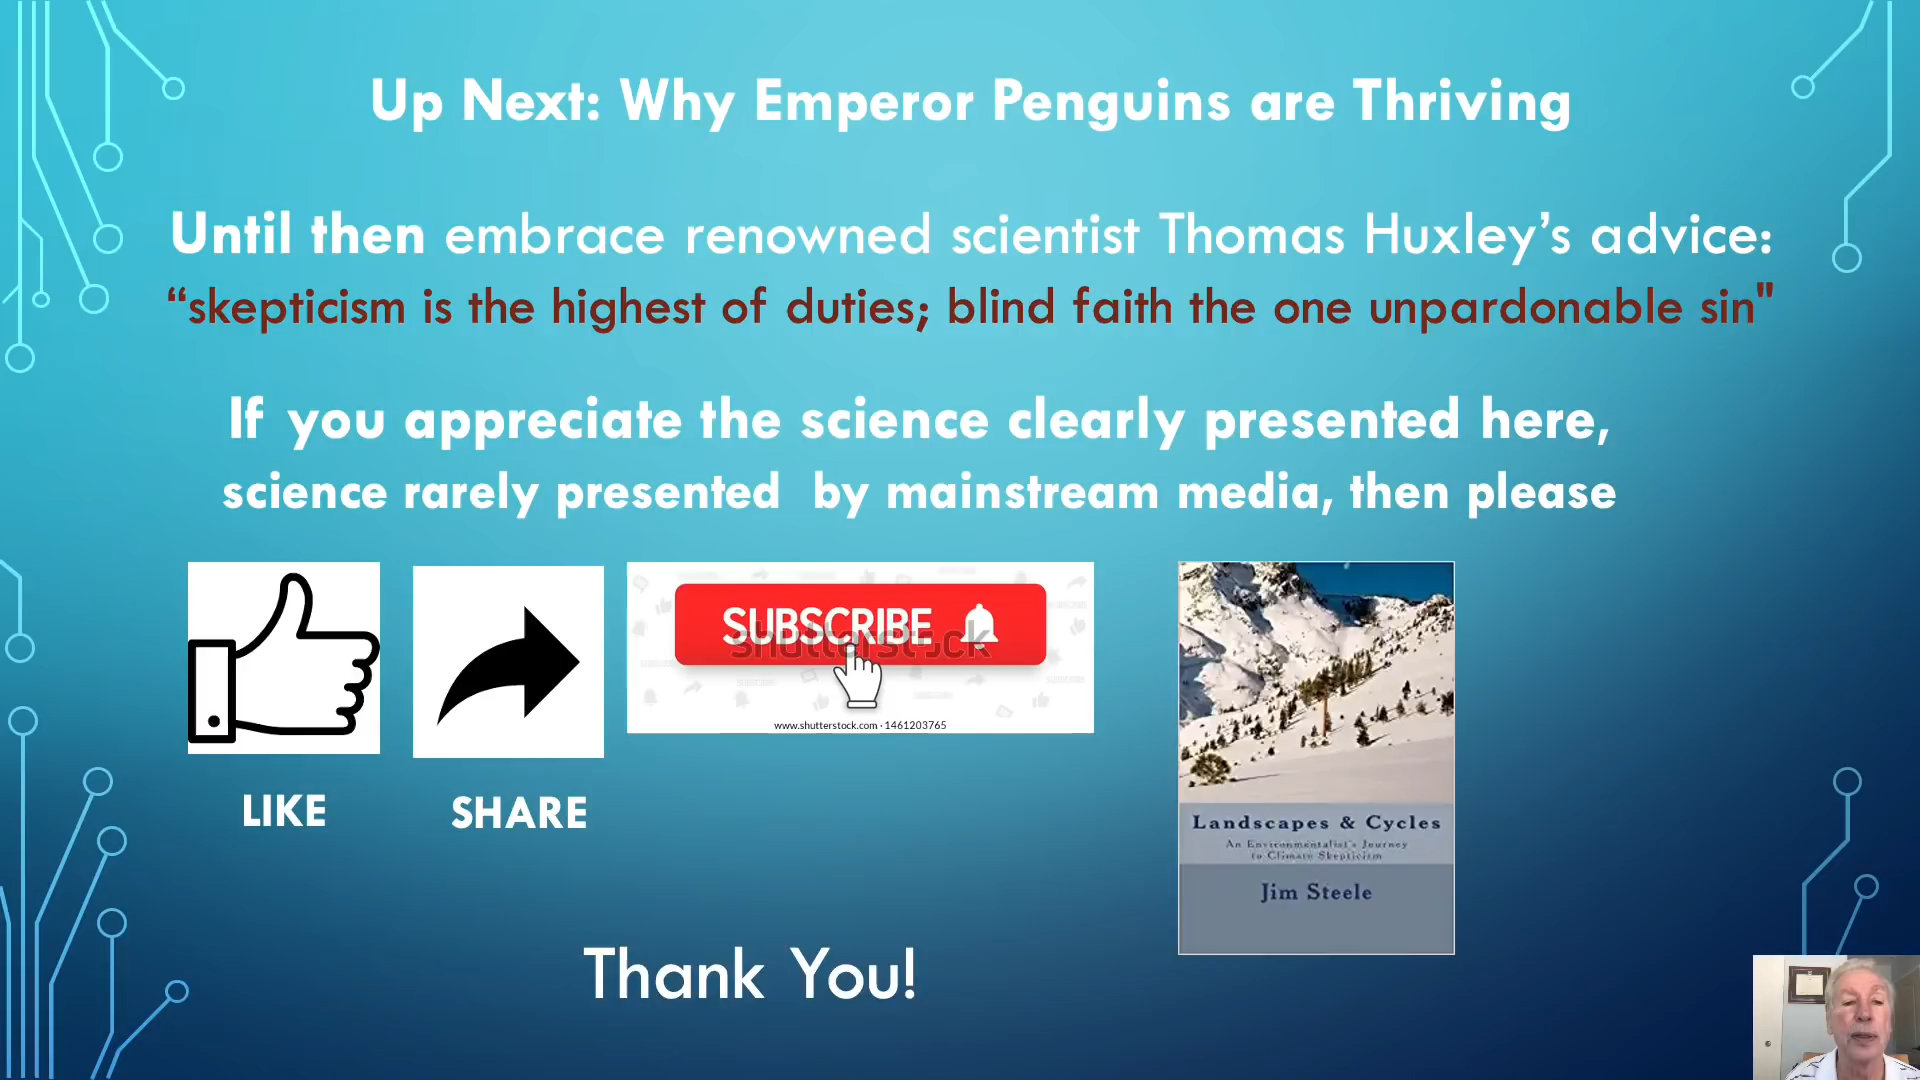 Up Next: Why Emperor Penguins are Thriving
Until then embrace renowned scientist Thomas Huxley’s advice:
“skepticism is the highest of duties; blind faith the one unpardonable sin"
If you appreciate the science clearly presented here,
science rarely presented by mainstream media, then please
SUBSCRIBE
shutterstock
www.shutterstock.com · 1461203765
LIKE
SHARE
Landscapes & Cycles
An Environmentalist's Journey
to Climate Skepticism
Jim Steele
Thank You!